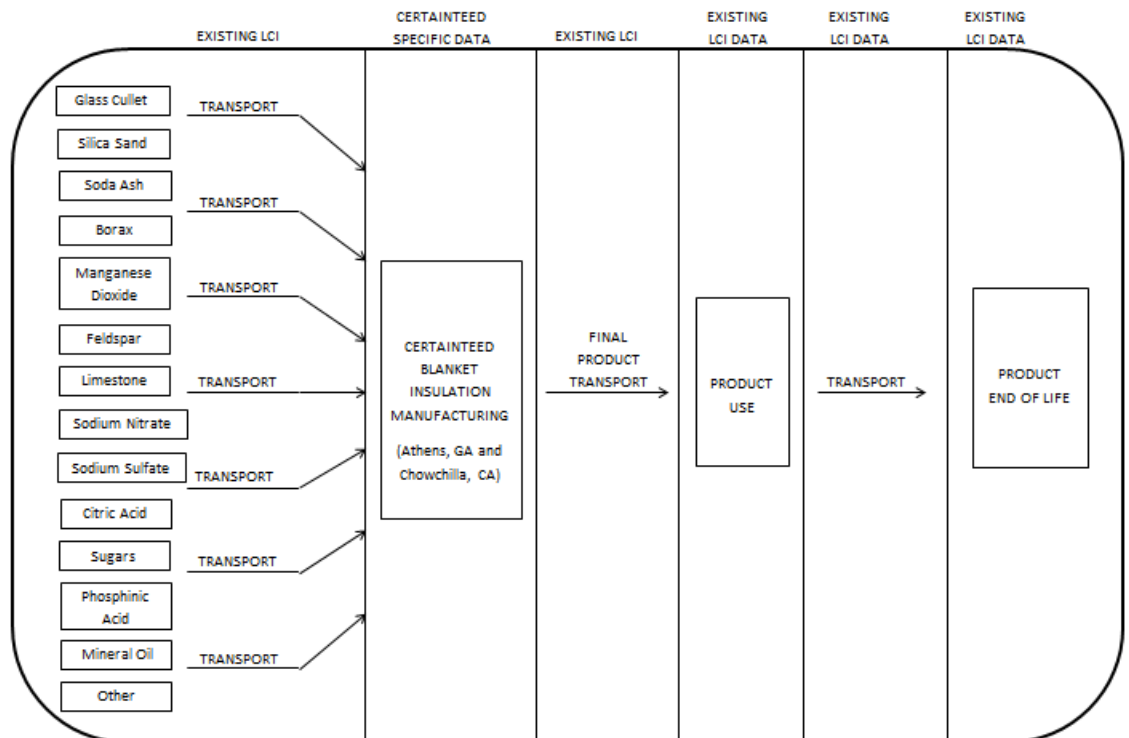 EXISTING LCI
CERTAINTEED
SPECIFIC DATA
EXISTING LCI
EXISTING
LCI DATA
EXISTING
LCI DATA
EXISTING
LCI DATA
Glass Cullet
Silica Sand
Soda Ash
Borax
Manganese
Dioxide
Feldspar
Limestone
Sodium Nitrate
Sodium Sulfate
Citric Acid
Sugars
Phosphinic
Acid
Mineral Oil
Other
TRANSPORT
TRANSPORT
TRANSPORT
TRANSPORT
TRANSPORT
TRANSPORT
TRANSPORT
CERTAINTEED
BLANKET
INSULATION
MANUFACTURING
(Athens, GA and
Chowchilla, CA)
FINAL
PRODUCT
TRANSPORT
PRODUCT
USE
TRANSPORT
PRODUCT
END OF LIFE